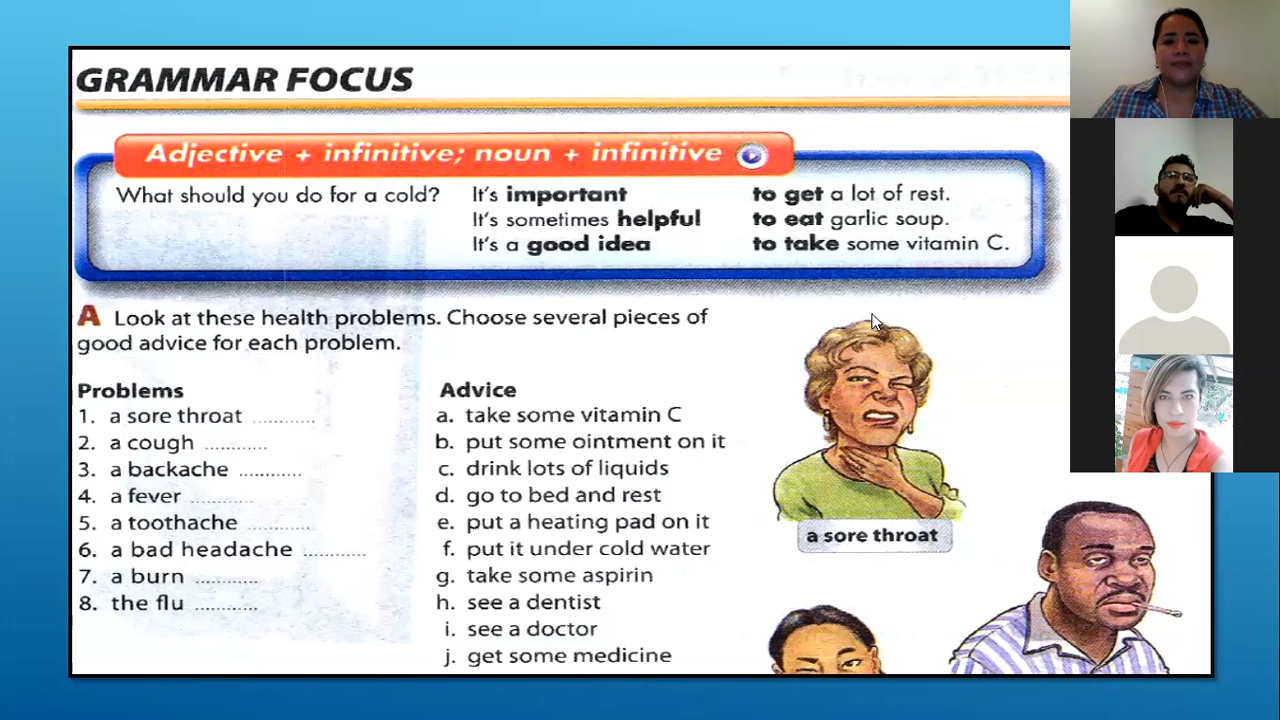 GRAMMAR FOCUS
Adjective + infinitive; noun + infinitive
What should you do for a cold? It's important to get a lot of rest.
It's sometimes helpful to eat garlic soup.
It's a good idea to take some vitamin C.
A Look at these health problems. Choose several pieces of
good advice for each problem.
Problems
1. a sore throat ............
2. a cough ............
3. a backache ............
4. a fever ............
5. a toothache ............
6. a bad headache ............
7. a burn ............
8. the flu ............
Advice
a. take some vitamin C
b. put some ointment on it
c. drink lots of liquids
d. go to bed and rest
e. put a heating pad on it
f. put it under cold water
g. take some aspirin
h. see a dentist
i. see a doctor
j. get some medicine
a sore throat